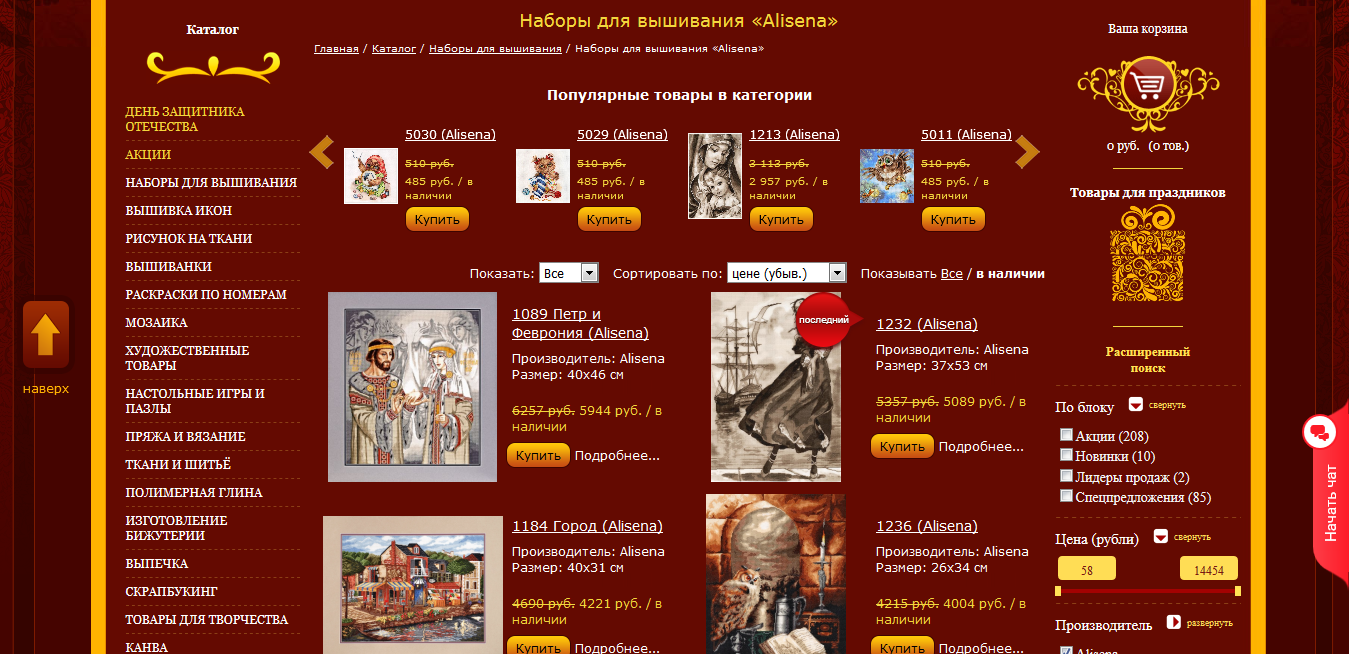 Каталог
ДЕНЬ ЗАЩИТНИКА
ОТЕЧЕСТВА
АКЦИИ
НАБОРЫ ДЛЯ ВЫШИВАНИЯ
ВЫШИВКА ИКОН
РИСУНОК НА ТКАНИ
ВЫШИВАНКИ
РАСКРАСКИ ПО НОМЕРАМ
МОЗАИКА
ХУДОЖЕСТВЕННЫЕ
ТОВАРЫ
НАСТОЛЬНЫЕ ИГРЫ И
ПАЗЛЫ
ПРЯЖА И ВЯЗАНИЕ
ТКАНИ И ШИТЬЁ
ПОЛИМЕРНАЯ ГЛИНА
ИЗГОТОВЛЕНИЕ
БИЖУТЕРИИ
ВЫПЕЧКА
СКРАПБУКИНГ
ТОВАРЫ ДЛЯ ТВОРЧЕСТВА
КАНВА
наверх
Наборы для вышивания «Alisena»
Главная / Каталог / Наборы для вышивания / Наборы для вышивания «Alisena»
Популярные товары в категории
5030 (Alisena)
510 руб.
485 руб. / в
наличии
Купить
5029 (Alisena)
510 руб.
485 руб. / в
наличии
Купить
1213 (Alisena)
3 113 руб.
2 957 руб. / в
наличии
Купить
5011 (Alisena)
510 руб.
485 руб. / в
наличии
Купить
Показать: Все Сортировать по: цене (убыв.) Показывать Все / в наличии
1089 Петр и
Феврония (Alisena)
Производитель: Alisena
Размер: 40x46 см
6257 руб. 5944 руб. / в
наличии
Купить Подробнее...
последний
1232 (Alisena)
Производитель: Alisena
Размер: 37x53 см
5357 руб. 5089 руб. / в
наличии
Купить Подробнее...
1184 Город (Alisena)
Производитель: Alisena
Размер: 40x31 см
4690 руб. 4221 руб. / в
наличии
Купить Подробнее...
1236 (Alisena)
Производитель: Alisena
Размер: 26x34 см
4215 руб. 4004 руб. / в
наличии
Купить Подробнее...
Ваша корзина
0 руб. (0 тов.)
Товары для праздников
Расширенный
поиск
По блоку свернуть
Акции (208)
Новинки (10)
Лидеры продаж (2)
Спецпредложения (85)
Цена (рубли) свернуть
58 14454
Производитель развернуть
Alisena
Начать чат